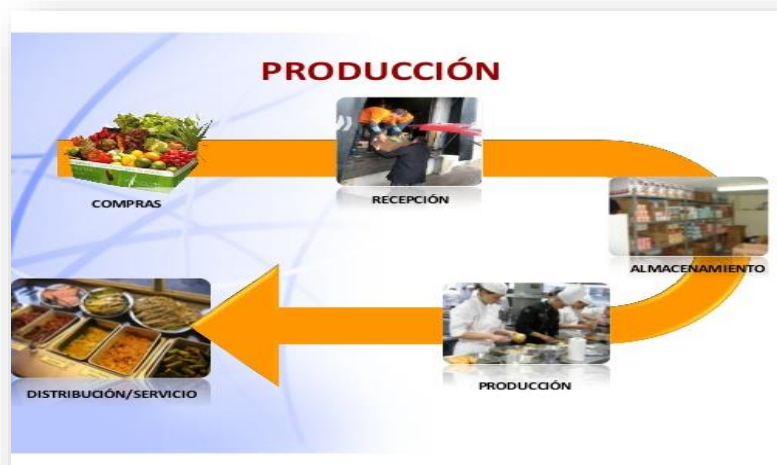 PRODUCCIÓN
COMPRAS
RECEPCIÓN
ALMACENAMIENTO
PRODUCCIÓN
DISTRIBUCIÓN/SERVICIO